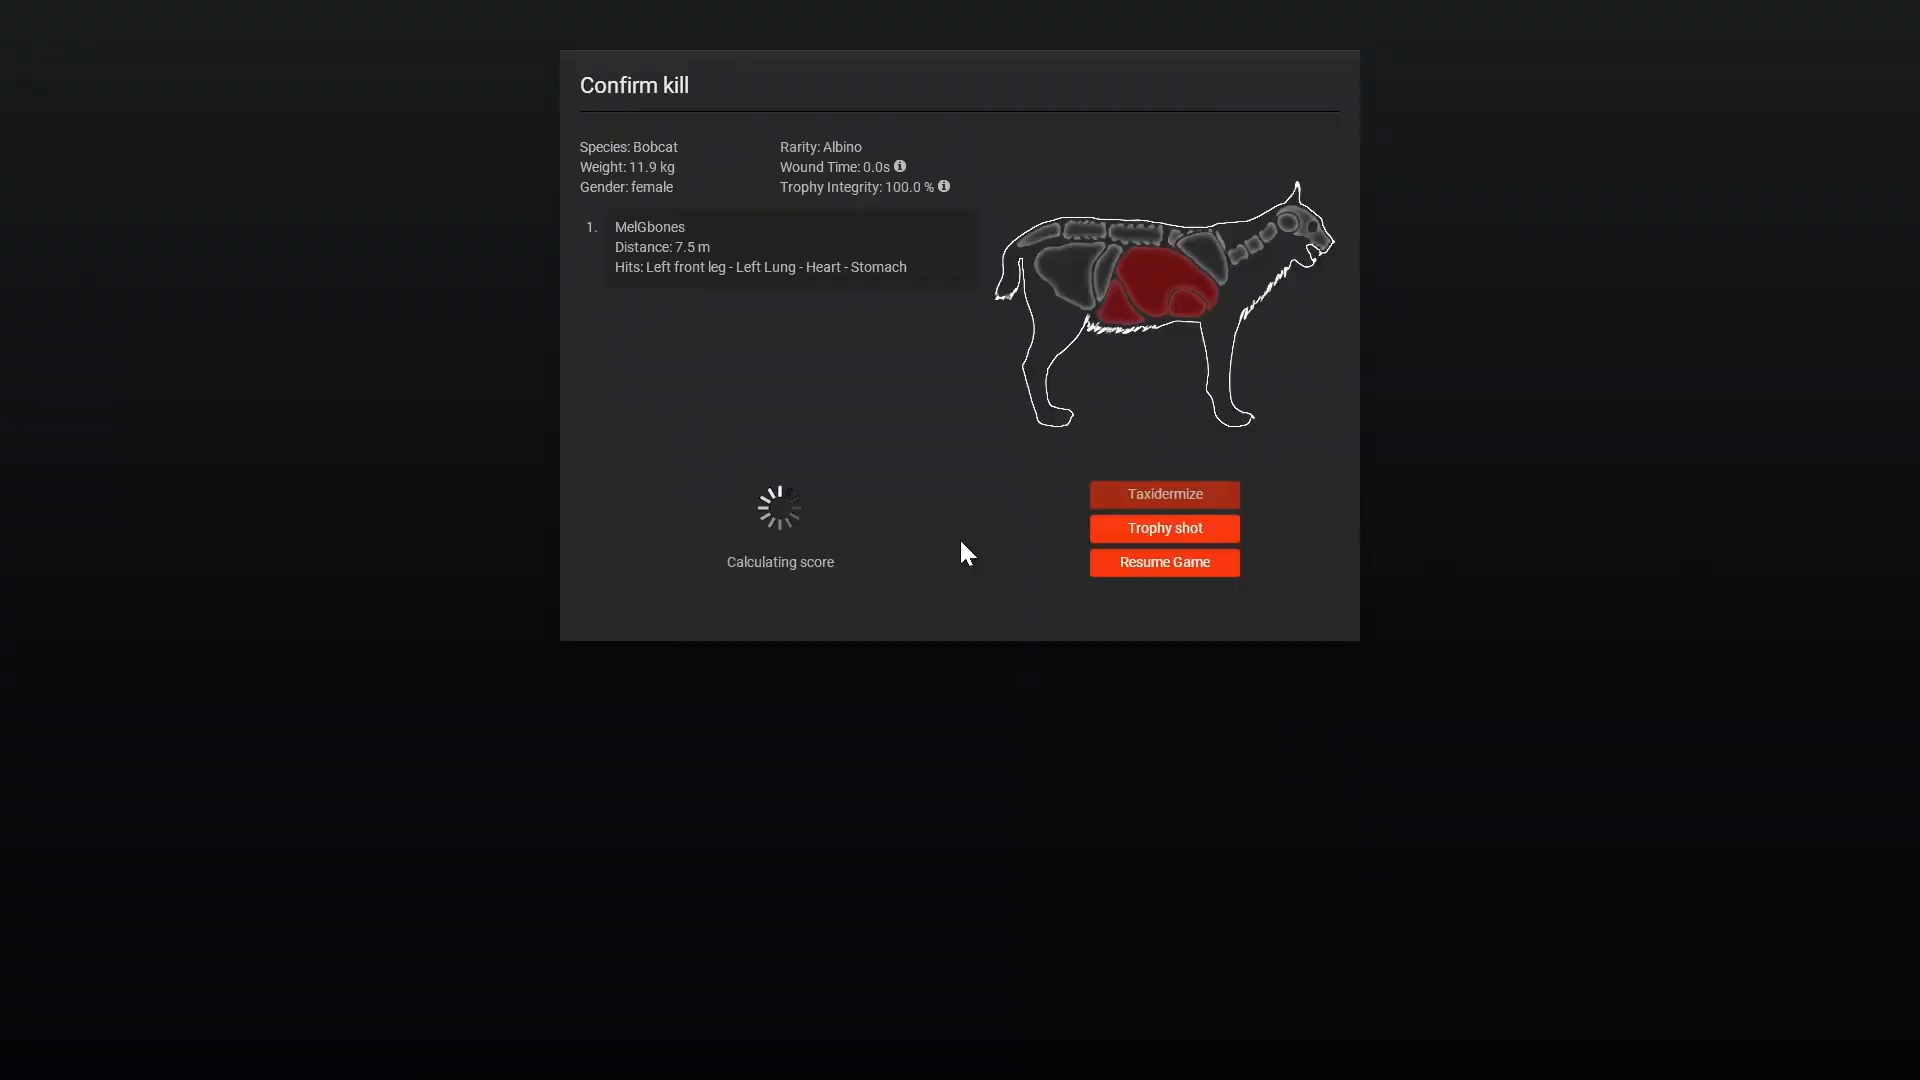 Confirm kill
Species: Bobcat
Weight: 11.9 kg
Gender: female
Rarity: Albino
Wound Time: 0.0s
Trophy Integrity: 100.0 %
1.
MelGbones
Distance: 7.5 m
Hits: Left front leg - Left Lung - Heart - Stomach
Calculating score
Taxidermize
Trophy shot
Resume Game